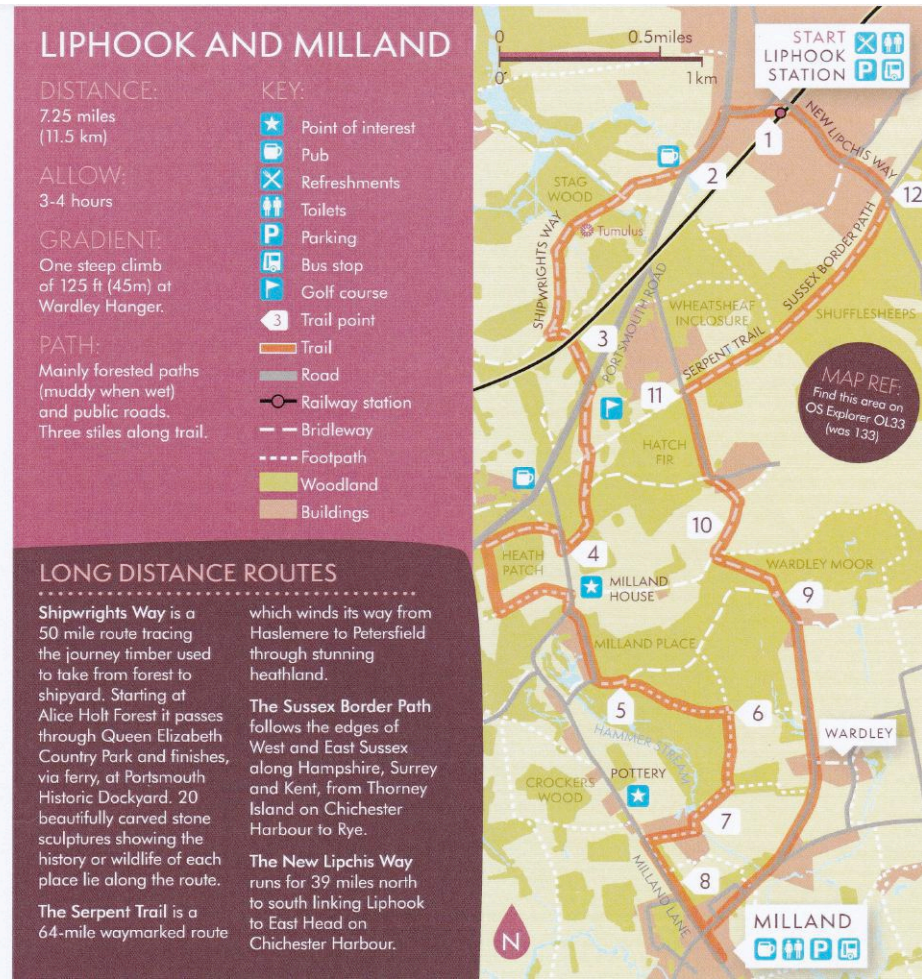 LIPHOOK AND MILLAND
DISTANCE:
7.25 miles
(11.5 km)
ALLOW:
3-4 hours
GRADIENT:
One steep climb
of 125 ft (45m) at
Wardley Hanger.
PATH:
Mainly forested paths
(muddy when wet)
and public roads.
Three stiles along trail.
KEY:
Point of interest
Pub
Refreshments
Toilets
P Parking
Bus stop
Golf course
3 Trail point
Trail
Road
Railway station
Bridleway
Footpath
Woodland
Buildings
LONG DISTANCE ROUTES
Shipwrights Way is a
50 mile route tracing
the journey timber used
to take from forest to
shipyard. Starting at
Alice Holt Forest it passes
through Queen Elizabeth
Country Park and finishes,
via ferry, at Portsmouth
Historic Dockyard. 20
beautifully carved stone
sculptures showing the
history or wildlife of each
place lie along the route.
The Serpent Trail is a
64-mile waymarked route
which winds its way from
Haslemere to Petersfield
through stunning
heathland.
The Sussex Border Path
follows the edges of
West and East Sussex
along Hampshire, Surrey
and Kent, from Thorney
Island on Chichester
Harbour to Rye.
The New Lipchis Way
runs for 39 miles north
to south linking Liphook
to East Head on
Chichester Harbour.
0 0.5miles
0 1km
START
LIPHOOK
STATION
P
1
NEW LIPCHIS WAY
2
12
STAG
WOOD
Tumulus
SHIPWRIGHTS WAY
SUSSEX BORDER PATH
WHEATSHEAF
INCLOSURE
SHUFFLESHEEPS
3
PORTSMOUTH ROAD
SERPENT TRAIL
11
MAP REF:
Find this area on
OS Explorer OL33
(was 133)
HATCH
FIR
10
4
HEATH
PATCH
WARDLEY MOOR
MILLAND
HOUSE
9
MILLAND PLACE
5
6
HAMMER STREAM
WARDLEY
CROCKERS
WOOD
POTTERY
7
8
MILLAND LANE
MILLAND
P
N